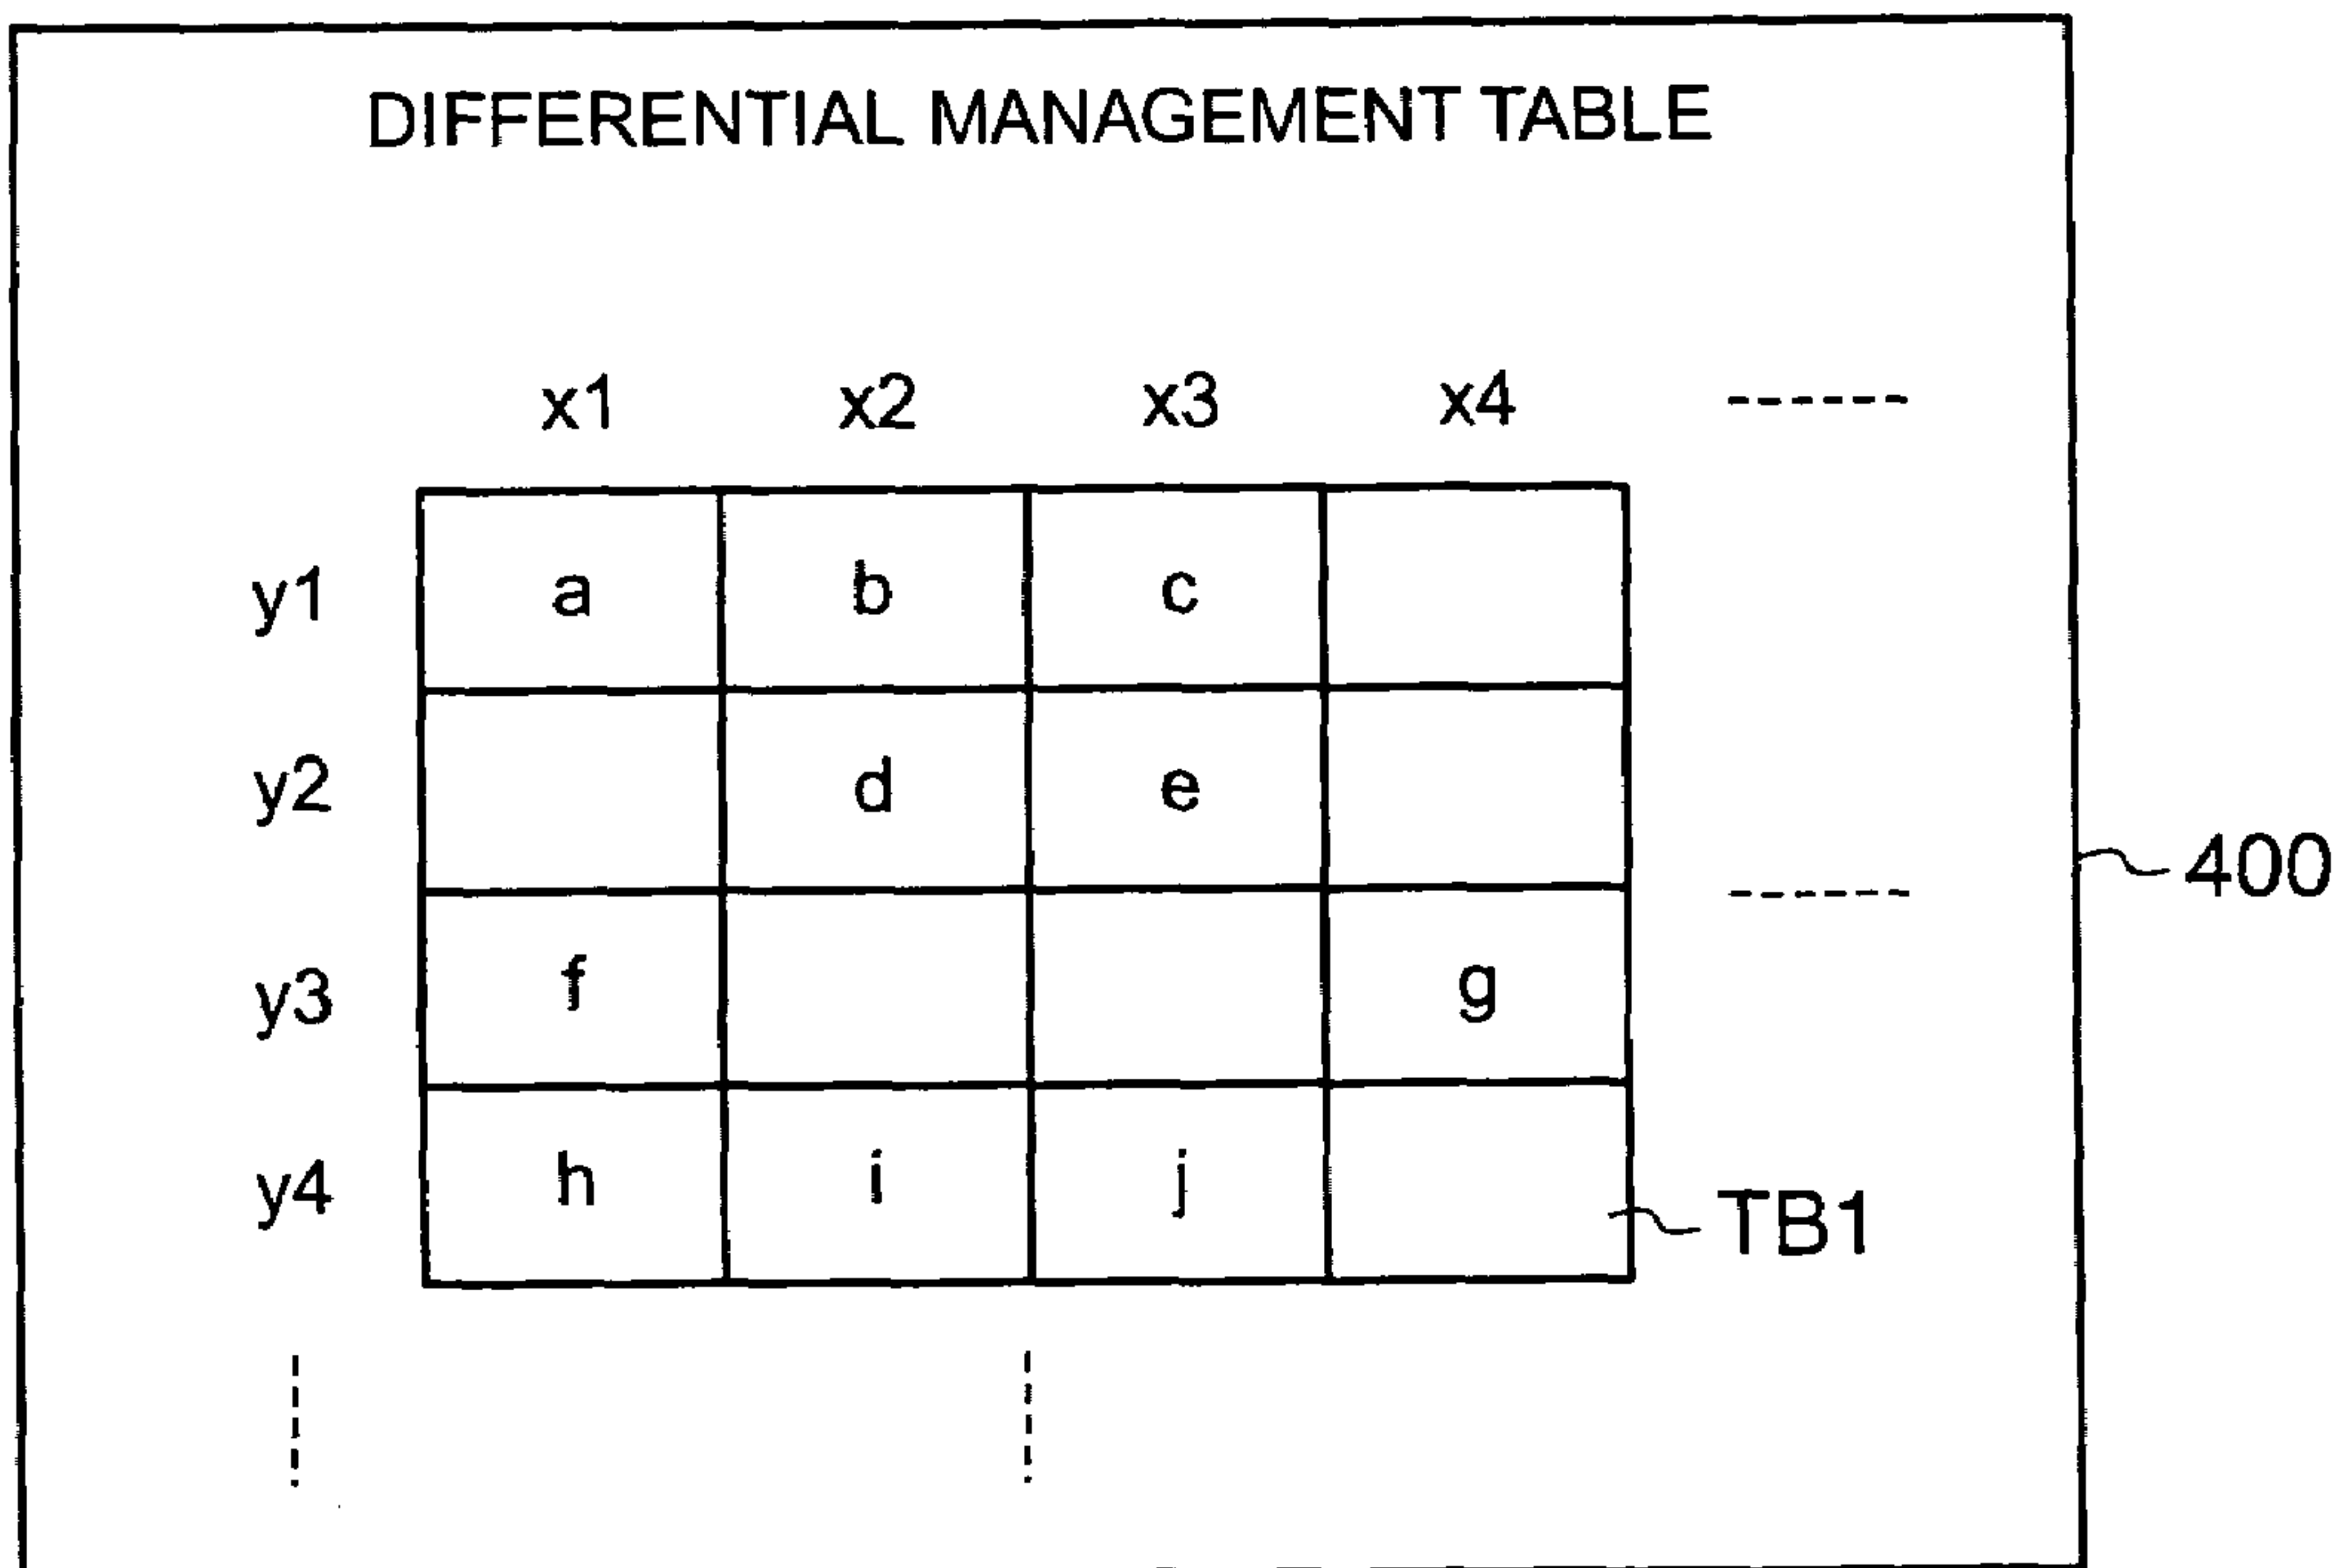 DIFFERENTIAL MANAGEMENT TABLE
x1 x2 x3 x4
y1 a b c
y2 d e
400
y3 f g
y4 h i j
TB1